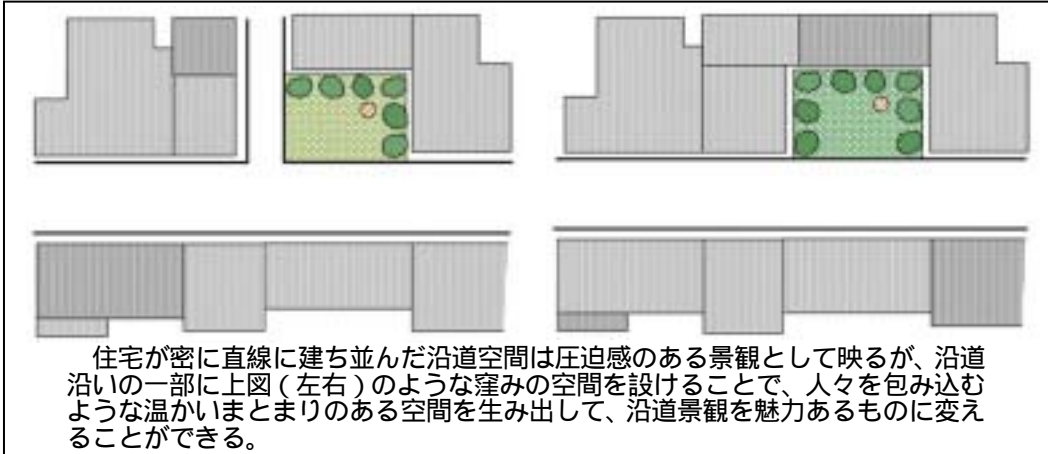 住宅が密に直線に建ち並んだ沿道空間は圧迫感のある景観として映るが、沿道
沿いの一部に上図（左右）のような窪みの空間を設けることで、人々を包み込む
ような温かいまとまりのある空間を生み出して、沿道景観を魅力あるものに変え
ることができる。